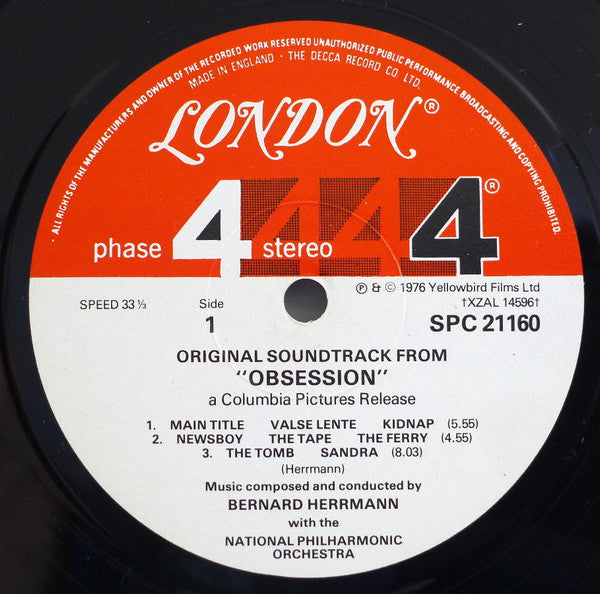 ALL RIGHTS OF THE MANUFACTURERS AND OWNER OF THE RECORDED WORK RESERVED UNAUTHORIZED PUBLIC PERFORMANCE BROADCASTING AND COPYING PROHIBITED.
MADE IN ENGLAND · THE DECCA RECORD CO LTD.
LONDON®
phase 4 stereo 4 4 4®
℗ & © 1976 Yellowbird Films Ltd
SPEED 33⅓ Side †XZAL 14596†
1 SPC 21160
ORIGINAL SOUNDTRACK FROM
"OBSESSION"
a Columbia Pictures Release
1. MAIN TITLE VALSE LENTE KIDNAP (5.55)
2. NEWSBOY THE TAPE THE FERRY (4.55)
3. THE TOMB SANDRA (8.03)
(Herrmann)
Music composed and conducted by
BERNARD HERRMANN
with the
NATIONAL PHILHARMONIC
ORCHESTRA